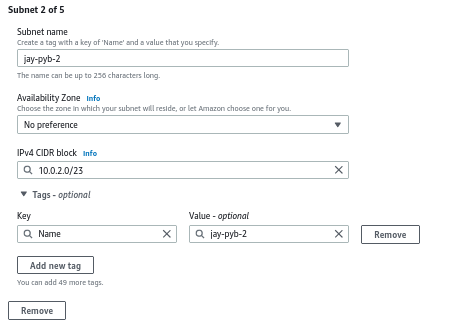 Subnet 2 of 5
Subnet name
Create a tag with a key of 'Name' and a value that you specify.
jay-pyb-2
The name can be up to 256 characters long.
Availability Zone Info
Choose the zone in which your subnet will reside, or let Amazon choose one for you.
No preference
IPv4 CIDR block Info
10.0.2.0/23
Tags - optional
Key
Value - optional
Name
jay-pyb-2
Remove
Add new tag
You can add 49 more tags.
Remove